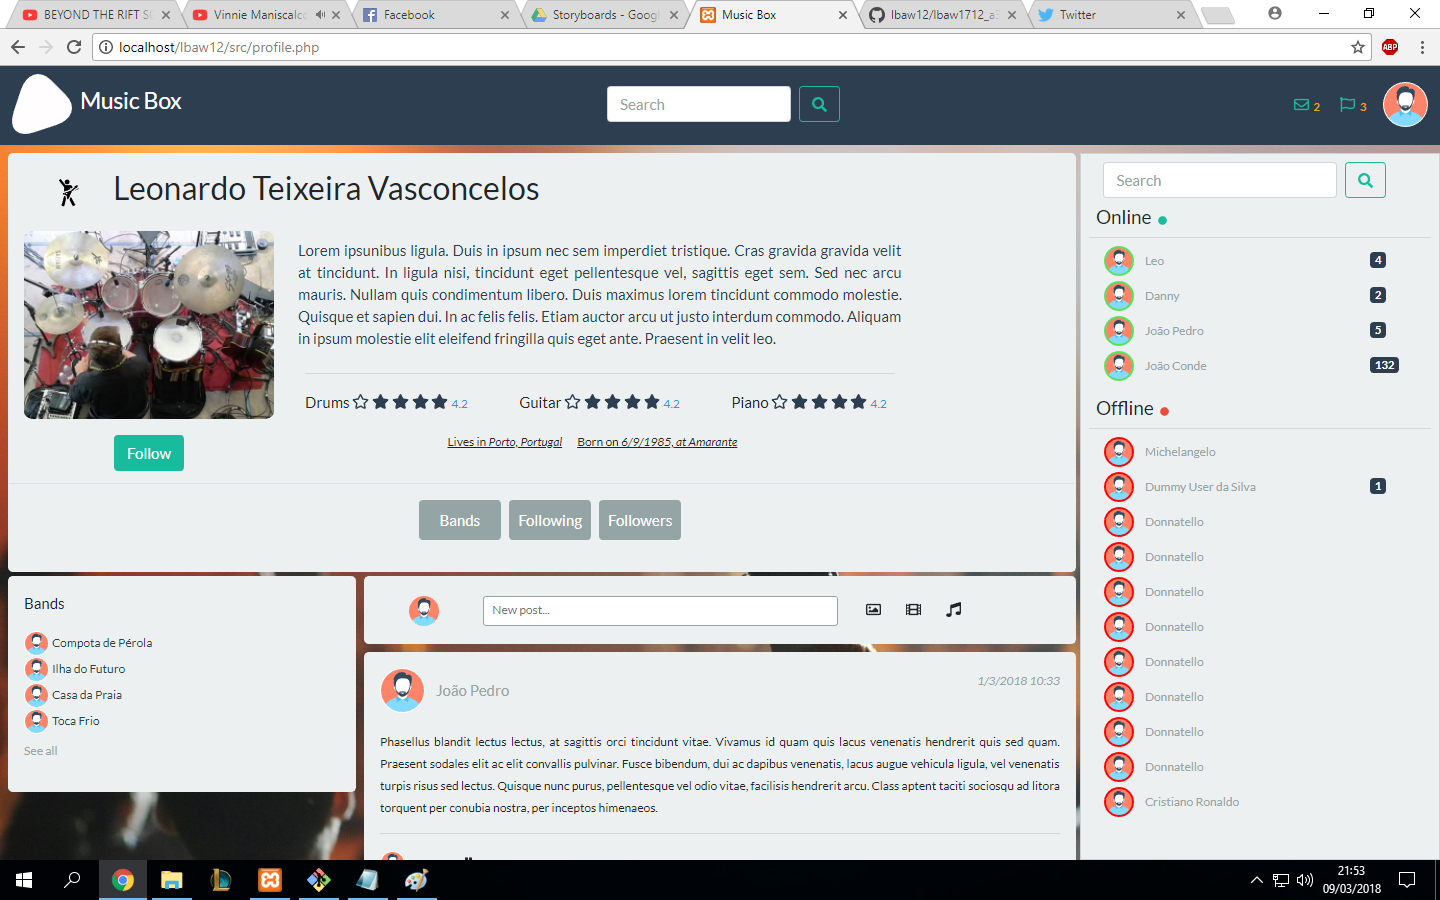 BEYOND THE RIFT S
Vinnie Maniscalc
Facebook
Storyboards - Goog
Music Box
lbaw12/lbaw1712_a
Twitter
localhost/lbaw12/src/profile.php
ABP
Music Box
Search
2
3
Leonardo Teixeira Vasconcelos
Lorem ipsunibus ligula. Duis in ipsum nec sem imperdiet tristique. Cras gravida gravida velit
at tincidunt. In ligula nisi, tincidunt eget pellentesque vel, sagittis eget sem. Sed nec arcu
mauris. Nullam quis condimentum libero. Duis maximus lorem tincidunt commodo molestie.
Quisque et sapien dui. In ac felis felis. Etiam auctor arcu ut justo interdum commodo. Aliquam
in ipsum molestie elit eleifend fringilla quis eget ante. Praesent in velit leo.
Drums 4.2
Guitar 4.2
Piano 4.2
Lives in Porto, Portugal
Born on 6/9/1985, at Amarante
Follow
Bands
Following
Followers
Bands
Compota de Pérola
Ilha do Futuro
Casa da Praia
Toca Frio
See all
New post...
João Pedro
1/3/2018 10:33
Phasellus blandit lectus lectus, at sagittis orci tincidunt vitae. Vivamus id quam quis lacus venenatis hendrerit quis sed quam.
Praesent sodales elit ac elit convallis pulvinar. Fusce bibendum, dui ac dapibus venenatis, lacus augue vehicula ligula, vel venenatis
turpis risus sed lectus. Quisque nunc purus, pellentesque vel odio vitae, facilisis hendrerit arcu. Class aptent taciti sociosqu ad litora
torquent per conubia nostra, per inceptos himenaeos.
Search
Online
Leo 4
Danny 2
João Pedro 5
João Conde 132
Offline
Michelangelo
Dummy User da Silva 1
Donnatello
Donnatello
Donnatello
Donnatello
Donnatello
Donnatello
Donnatello
Donnatello
Cristiano Ronaldo
21:53
09/03/2018